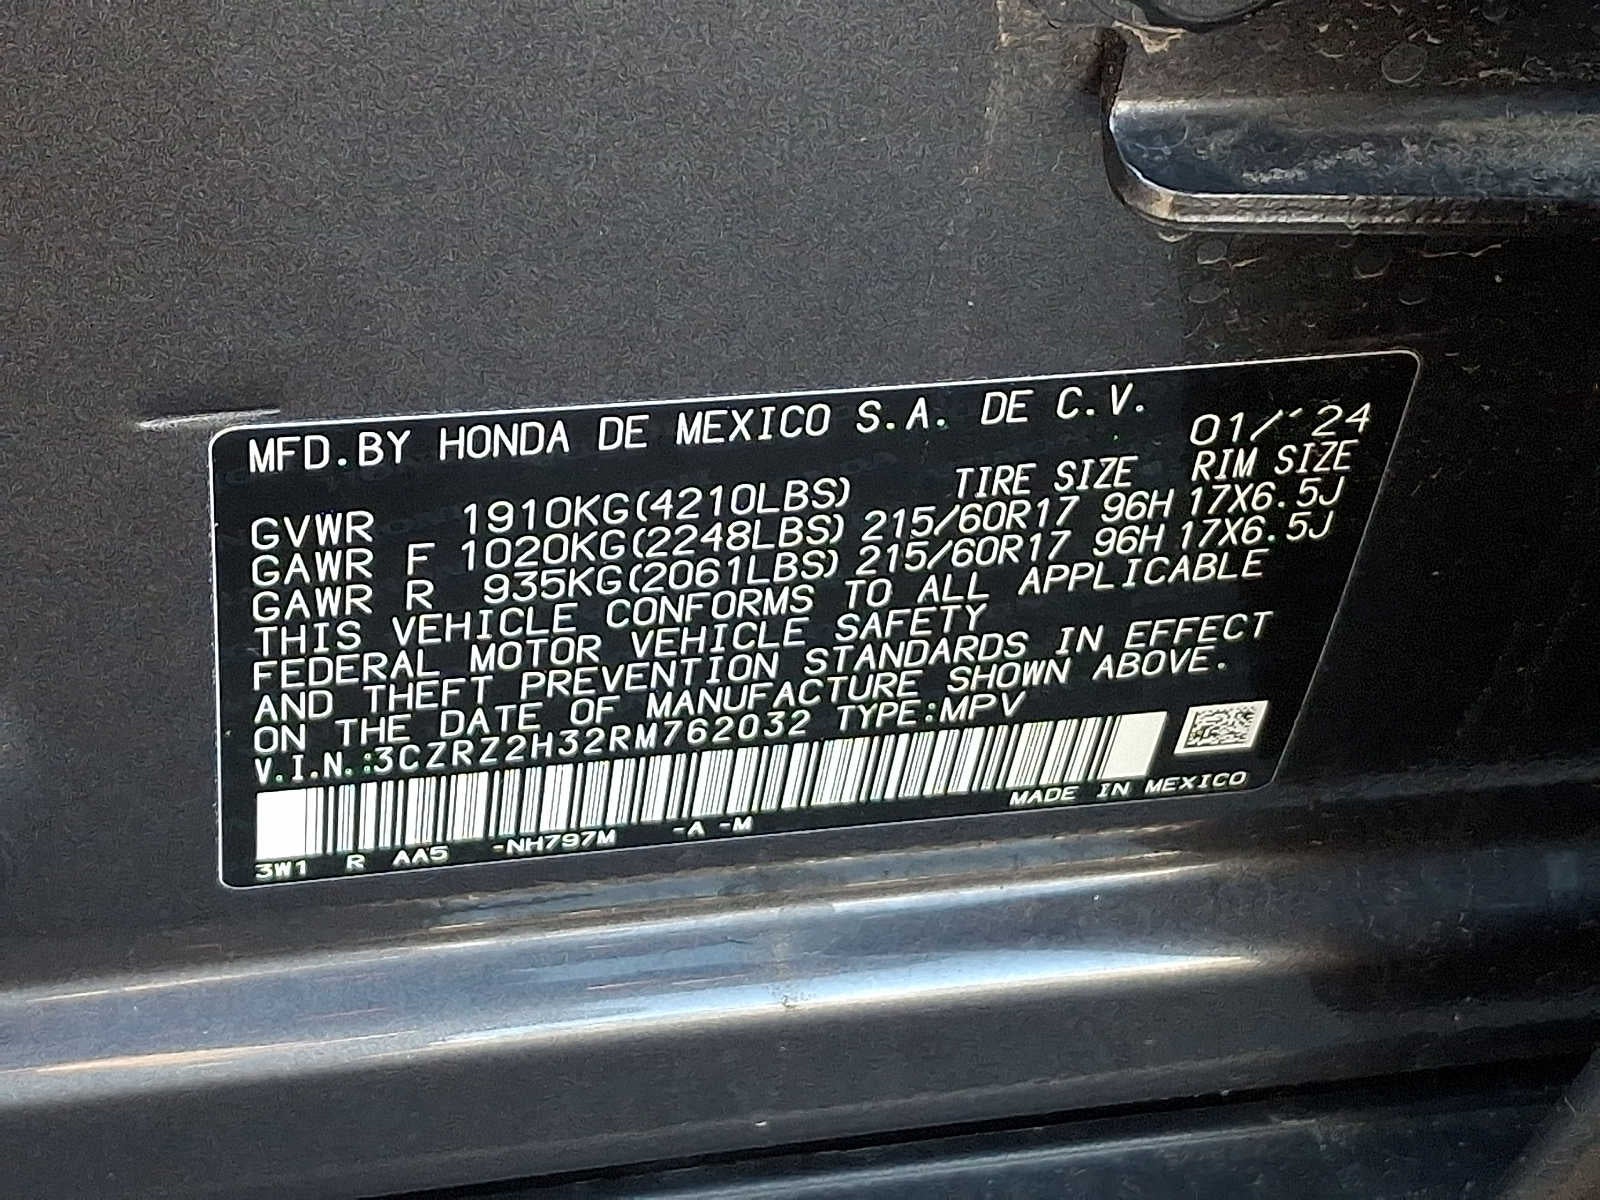 MFD.BY HONDA DE MEXICO S.A. DE C.V.
01/´24
TIRE SIZE RIM SIZE
GVWR 1910KG(4210LBS)
GAWR F 1020KG(2248LBS) 215/60R17 96H 17X6.5J
GAWR R 935KG(2061LBS) 215/60R17 96H 17X6.5J
THIS VEHICLE CONFORMS TO ALL APPLICABLE
FEDERAL MOTOR VEHICLE SAFETY
AND THEFT PREVENTION STANDARDS IN EFFECT
ON THE DATE OF MANUFACTURE SHOWN ABOVE.
V.I.N.:3CZRZ2H32RM762032 TYPE:MPV
MADE IN MEXICO
3W1 R AA5 -NH797M -A -M